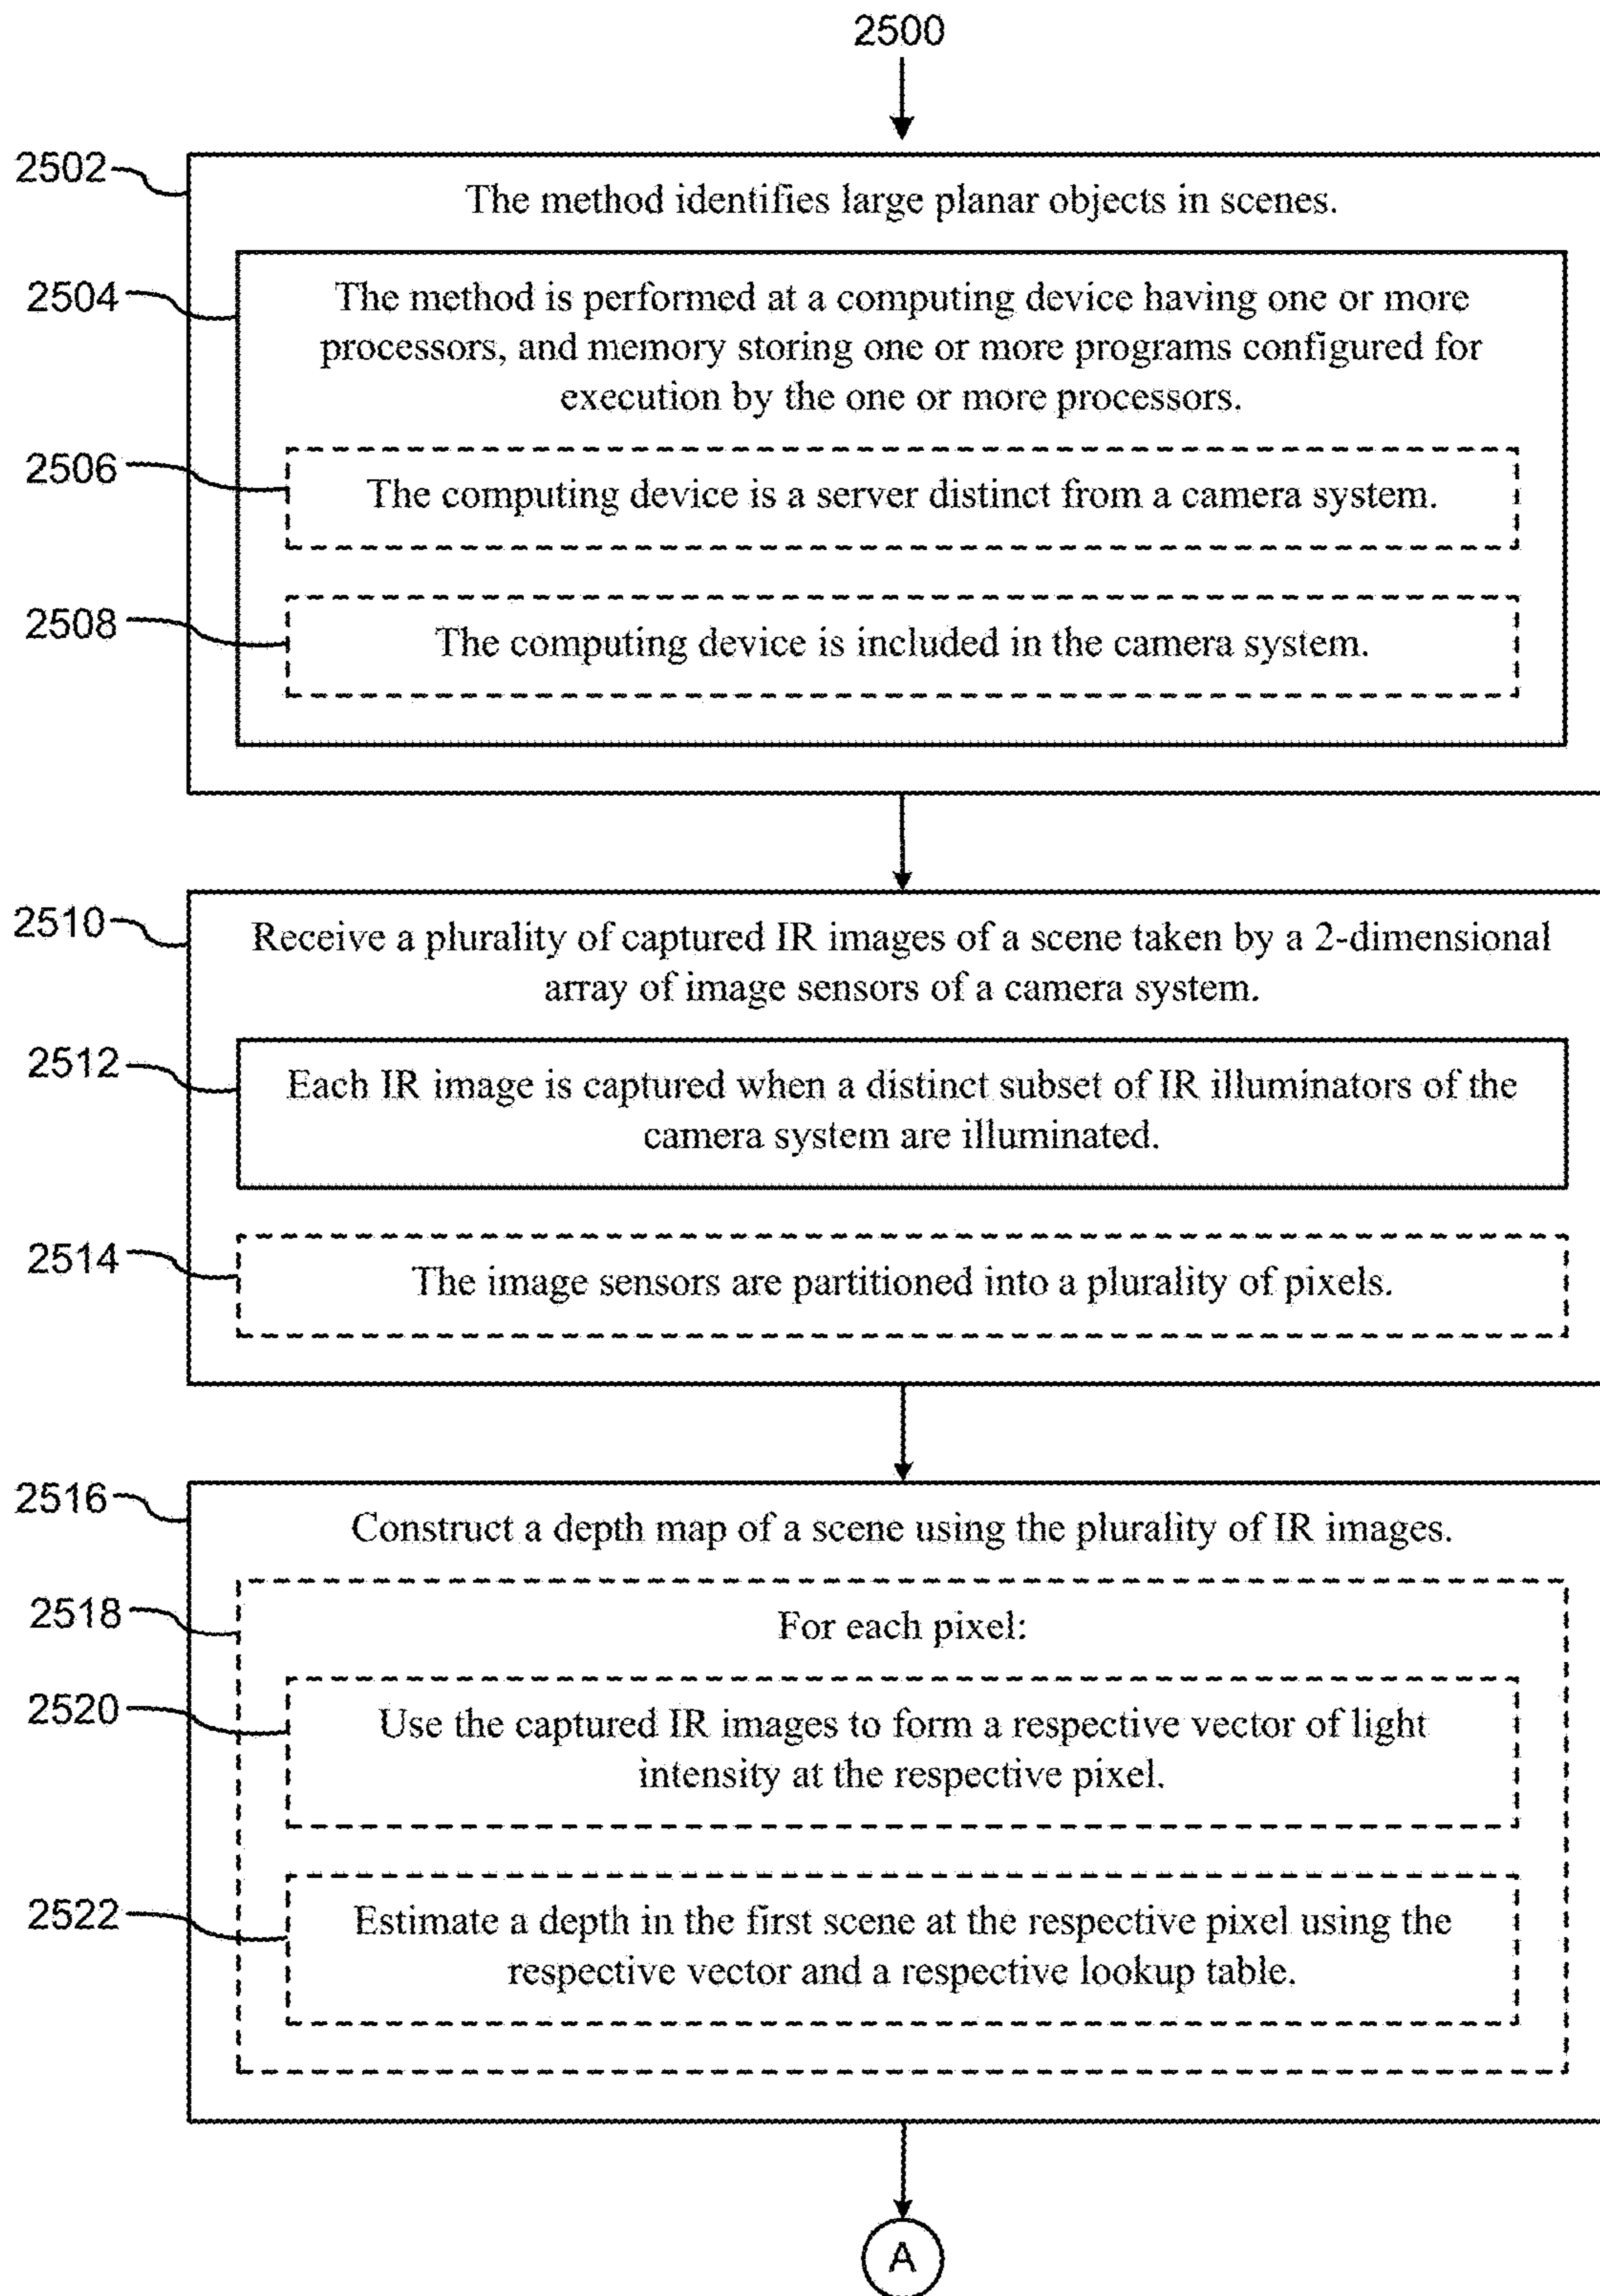 2500
2502
The method identifies large planar objects in scenes.
2504
The method is performed at a computing device having one or more
processors, and memory storing one or more programs configured for
execution by the one or more processors.
2506
The computing device is a server distinct from a camera system.
2508
The computing device is included in the camera system.
2510
Receive a plurality of captured IR images of a scene taken by a 2-dimensional
array of image sensors of a camera system.
2512
Each IR image is captured when a distinct subset of IR illuminators of the
camera system are illuminated.
2514
The image sensors are partitioned into a plurality of pixels.
2516
Construct a depth map of a scene using the plurality of IR images.
2518
For each pixel:
2520
Use the captured IR images to form a respective vector of light
intensity at the respective pixel.
2522
Estimate a depth in the first scene at the respective pixel using the
respective vector and a respective lookup table.
A